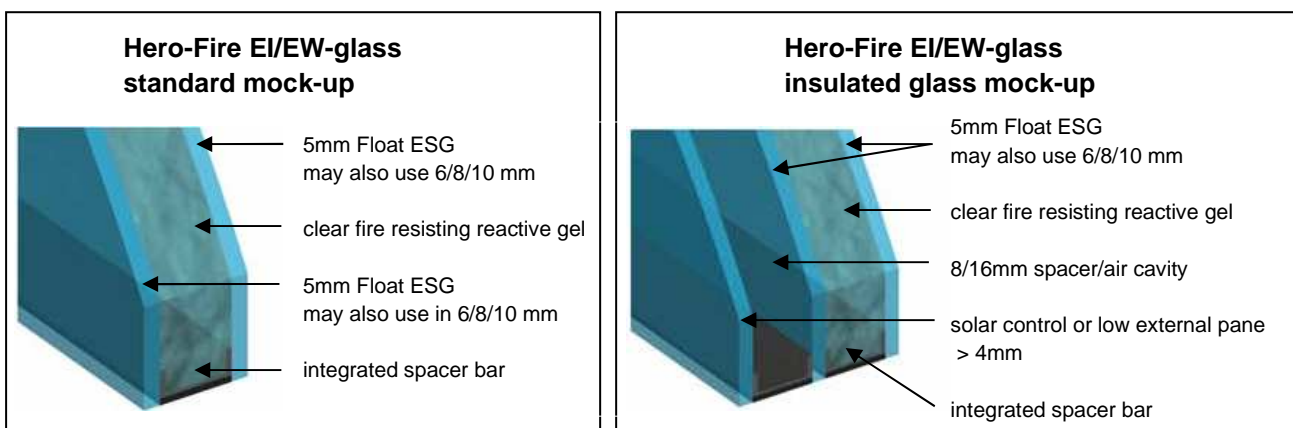 Hero-Fire EI/EW-glass
standard mock-up
5mm Float ESG
may also use 6/8/10 mm
clear fire resisting reactive gel
5mm Float ESG
may also use in 6/8/10 mm
integrated spacer bar
Hero-Fire EI/EW-glass
insulated glass mock-up
5mm Float ESG
may also use 6/8/10 mm
clear fire resisting reactive gel
8/16mm spacer/air cavity
solar control or low external pane
> 4mm
integrated spacer bar